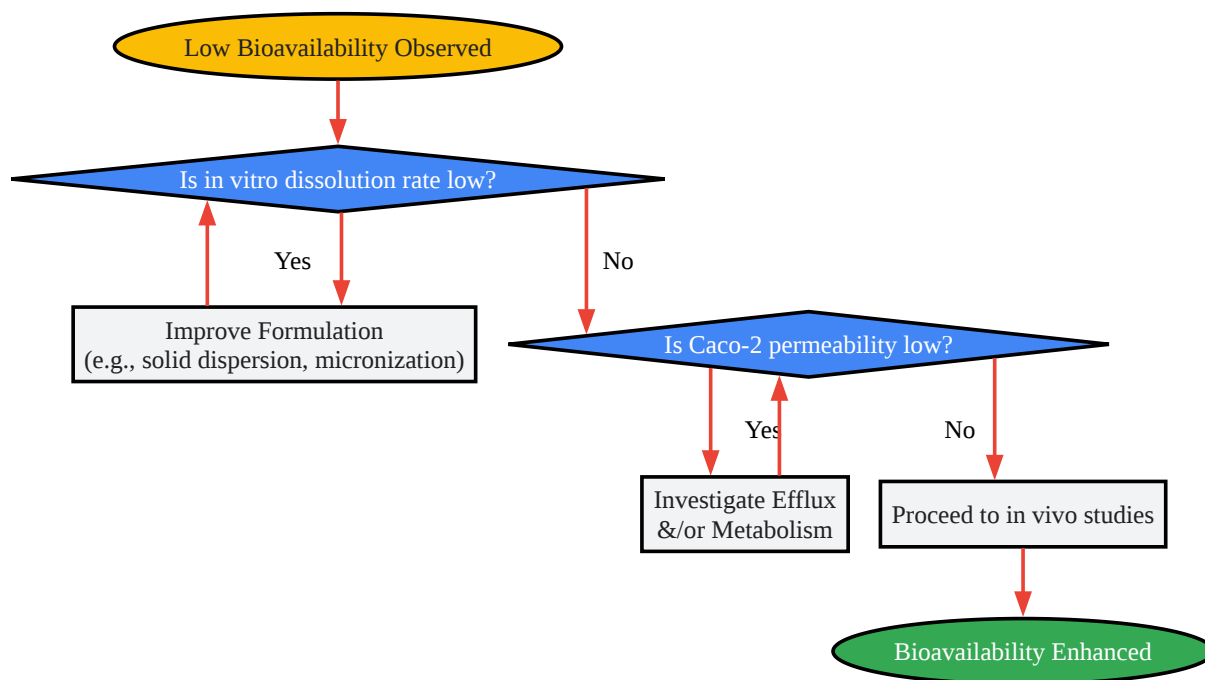 Low Bioavailability Observed
Is in vitro dissolution rate low?
Yes
No
Improve Formulation
(e.g., solid dispersion, micronization)
Is Caco-2 permeability low?
Yes
No
Investigate Efflux
&/or Metabolism
Proceed to in vivo studies
Bioavailability Enhanced